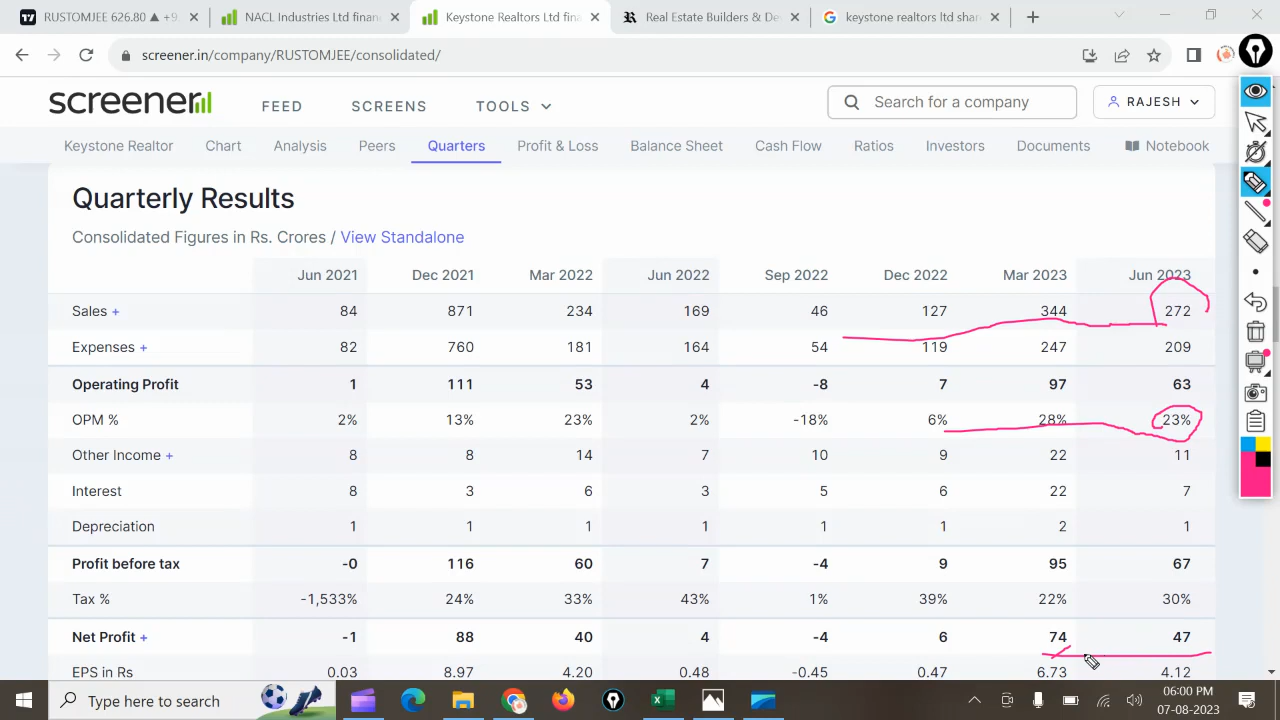 RUSTOMJEE 620.30 ▲ +9
NACL Industries Ltd finan
Keystone Realtors Ltd fin
Real Estate Builders & De
keystone realtors ltd shar
screener.in/company/RUSTOMJEE/consolidated/
screener FEED SCREENS TOOLS Search for a company RAJESH
Keystone Realtor Chart Analysis Peers Quarters Profit & Loss Balance Sheet Cash Flow Ratios Investors Documents Notebook
Quarterly Results
Consolidated Figures in Rs. Crores / View Standalone
Jun 2021 Dec 2021 Mar 2022 Jun 2022 Sep 2022 Dec 2022 Mar 2023 Jun 2023
Sales + 84 871 234 169 46 127 344 272
Expenses + 82 760 181 164 54 119 247 209
Operating Profit 1 111 53 4 -8 7 97 63
OPM % 2% 13% 23% 2% -18% 6% 28% 23%
Other Income + 8 8 14 7 10 9 22 11
Interest 8 3 6 3 5 6 22 7
Depreciation 1 1 1 1 1 1 2 1
Profit before tax -0 116 60 7 -4 9 95 67
Tax % -1,533% 24% 33% 43% 1% 39% 22% 30%
Net Profit + -1 88 40 4 -4 6 74 47
EPS in Rs 0.03 8.97 4.20 0.48 -0.45 0.47 6.73 4.12
Type here to search
06:00 PM
07-08-2023